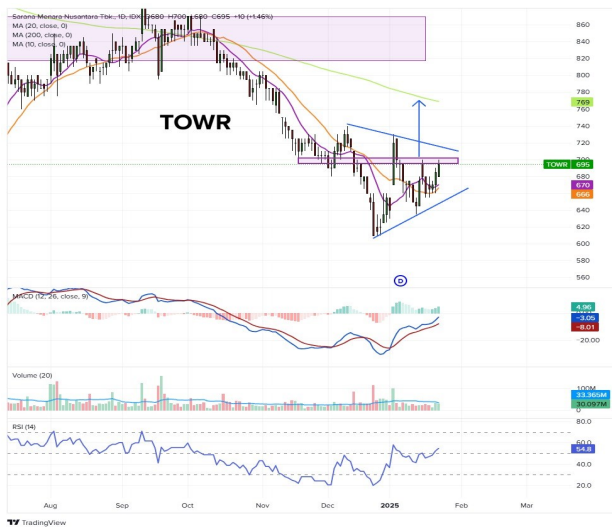 Sarana Menara Nusantara Tbk., 1D, IDX O680 H700 L680 C695 +10 (+1.46%)
MA (20, close, 0)
MA (200, close, 0)
MA (10, close, 0)
860
840
820
800
780
769
TOWR
740
720
700
TOWR 695
680
670
666
640
620
600
580
560
D
MACD (12, 26, close, 9)
4.96
-3.05
-8.01
-20.00
Volume (20)
100M
33.365M
30.097M
0
RSI (14)
80.0
60.0
54.8
40.0
20.0
Aug Sep Oct Nov Dec 2025 Feb Mar
TradingView